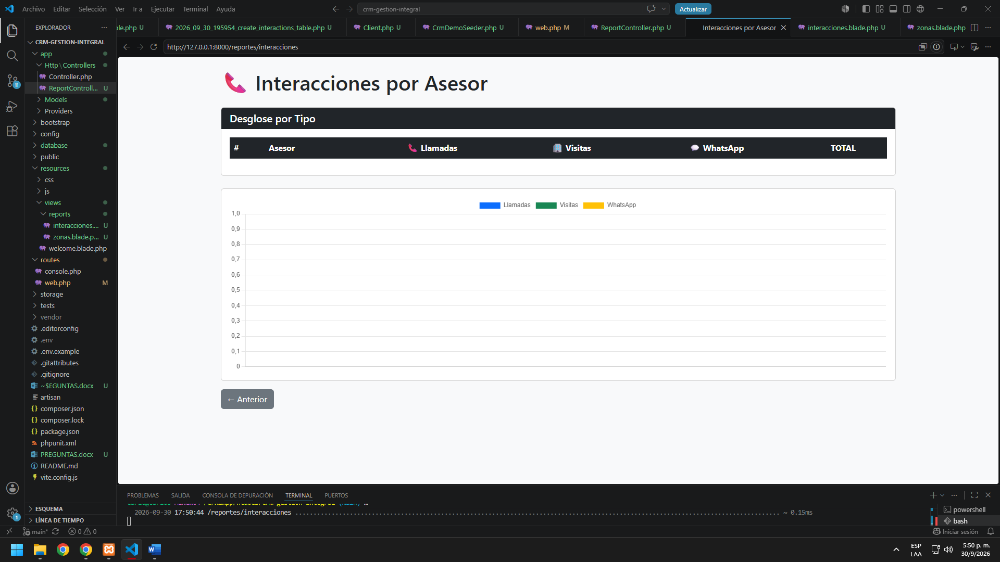 Archivo Editar Selección Ver Ir a Ejecutar Terminal Ayuda
crm-gestion-integral
Actualizar
EXPLORADOR
ble.php U
2026_09_30_195954_create_interactions_table.php U
Client.php U
CrmDemoSeeder.php U
web.php M
ReportController.php U
Interacciones por Asesor
interacciones.blade.php U
zonas.blade.php
http://127.0.0.1:8000/reportes/interacciones
CRM-GESTION-INTEGRAL
app
Http\Controllers
Controller.php
ReportControll... U
Models
Providers
bootstrap
config
database
public
resources
css
js
views
reports
interacciones.... U
zonas.blade.p... U
welcome.blade.php
routes
console.php
web.php M
storage
tests
vendor
.editorconfig
.env
.env.example
.gitattributes
.gitignore
~$EGUNTAS.docx U
artisan
composer.json
composer.lock
package.json
phpunit.xml
PREGUNTAS.docx U
README.md
vite.config.js
ESQUEMA
LÍNEA DE TIEMPO
11
1
Interacciones por Asesor
Desglose por Tipo
# Asesor Llamadas Visitas WhatsApp TOTAL
Llamadas Visitas WhatsApp
1,0
0,9
0,8
0,7
0,6
0,5
0,4
0,3
0,2
0,1
0
← Anterior
PROBLEMAS SALIDA CONSOLA DE DEPURACIÓN TERMINAL PUERTOS
2026-09-30 17:50:44 /reportes/interacciones ~ 0.15ms
powershell
bash
main* 0 0
Iniciar sesión
ESP
LAA
5:50 p. m.
30/9/2026